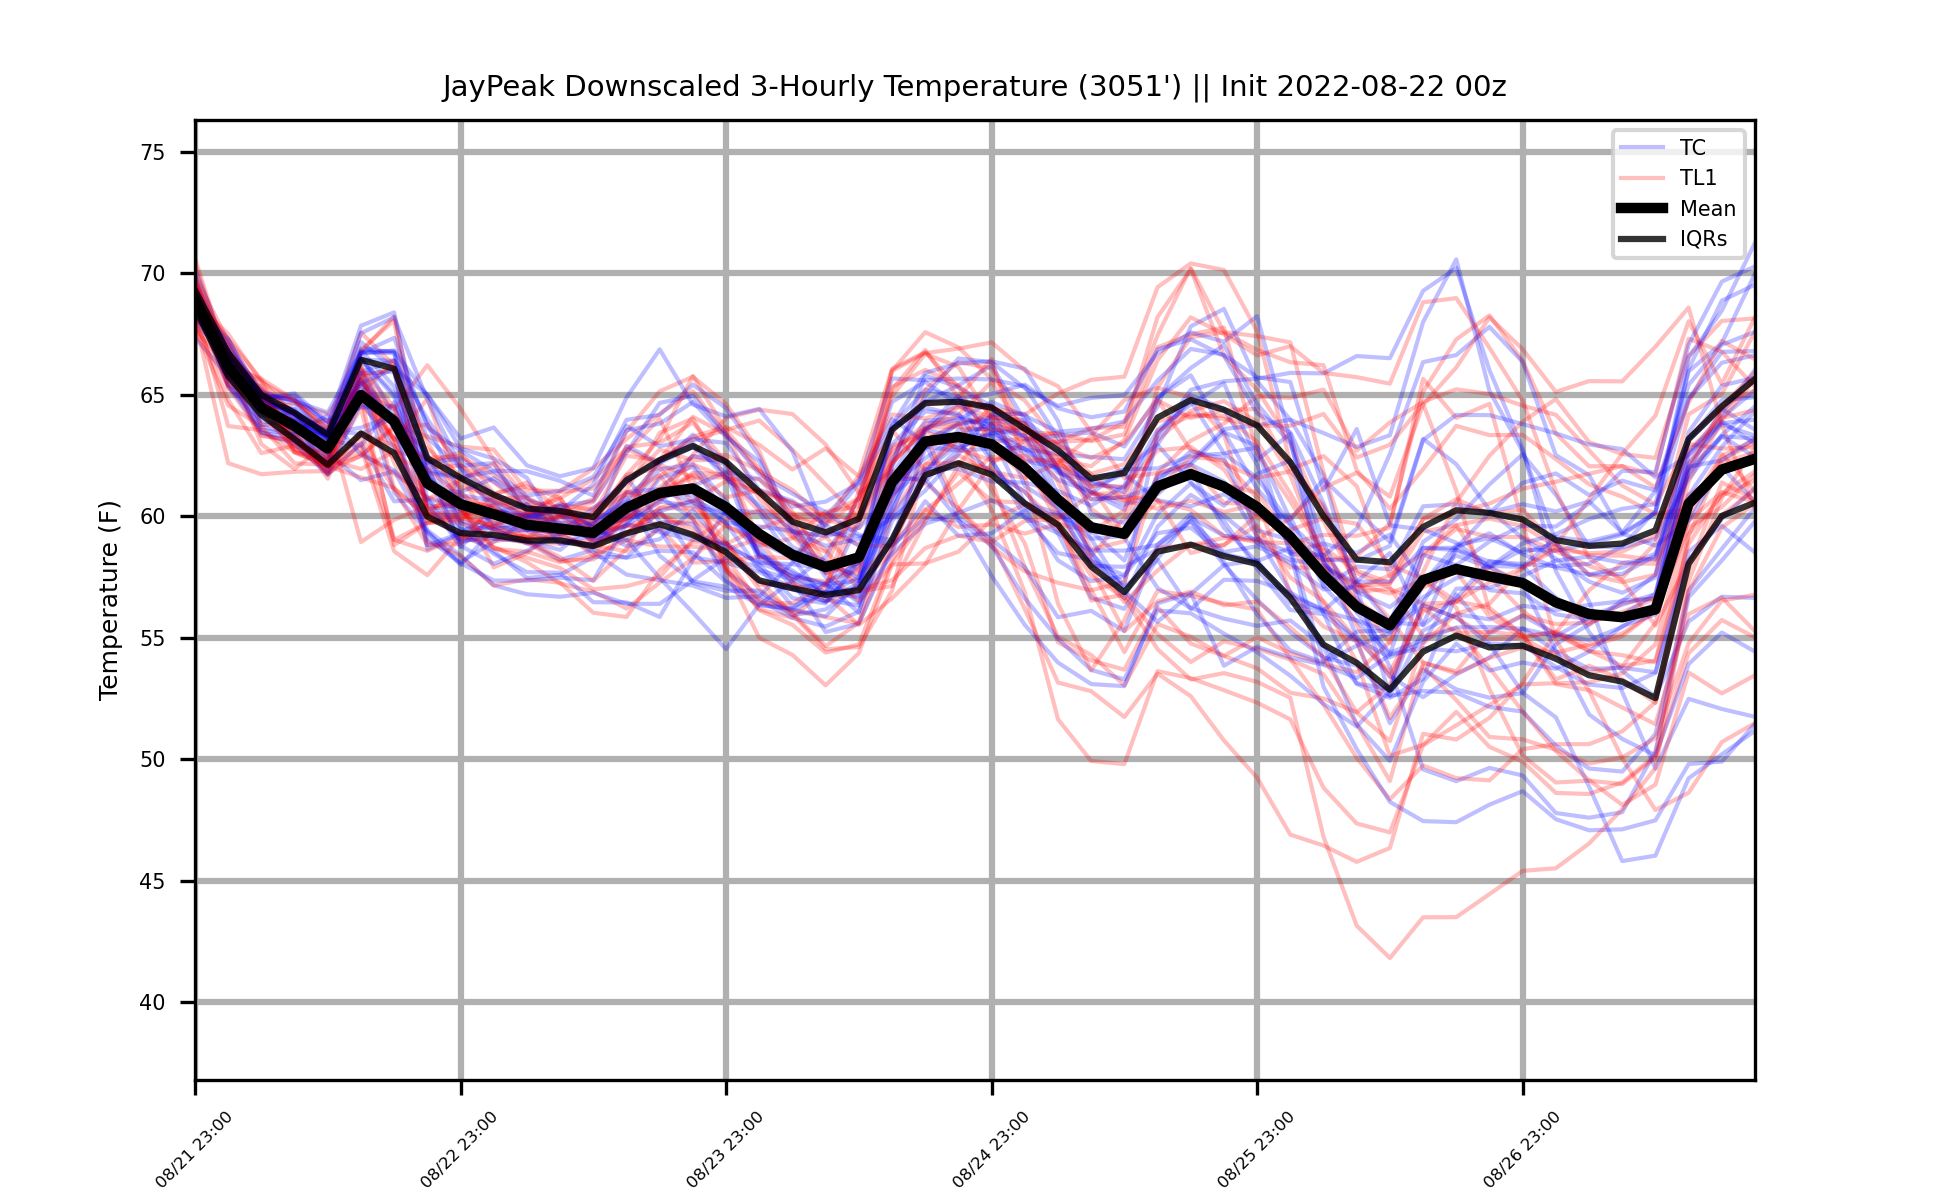 JayPeak Downscaled 3-Hourly Temperature (3051') || Init 2022-08-22 00z
TC
TL1
Mean
IQRs
Temperature (F)
75
70
65
60
55
50
45
40
08/21 23:00
08/22 23:00
08/23 23:00
08/24 23:00
08/25 23:00
08/26 23:00